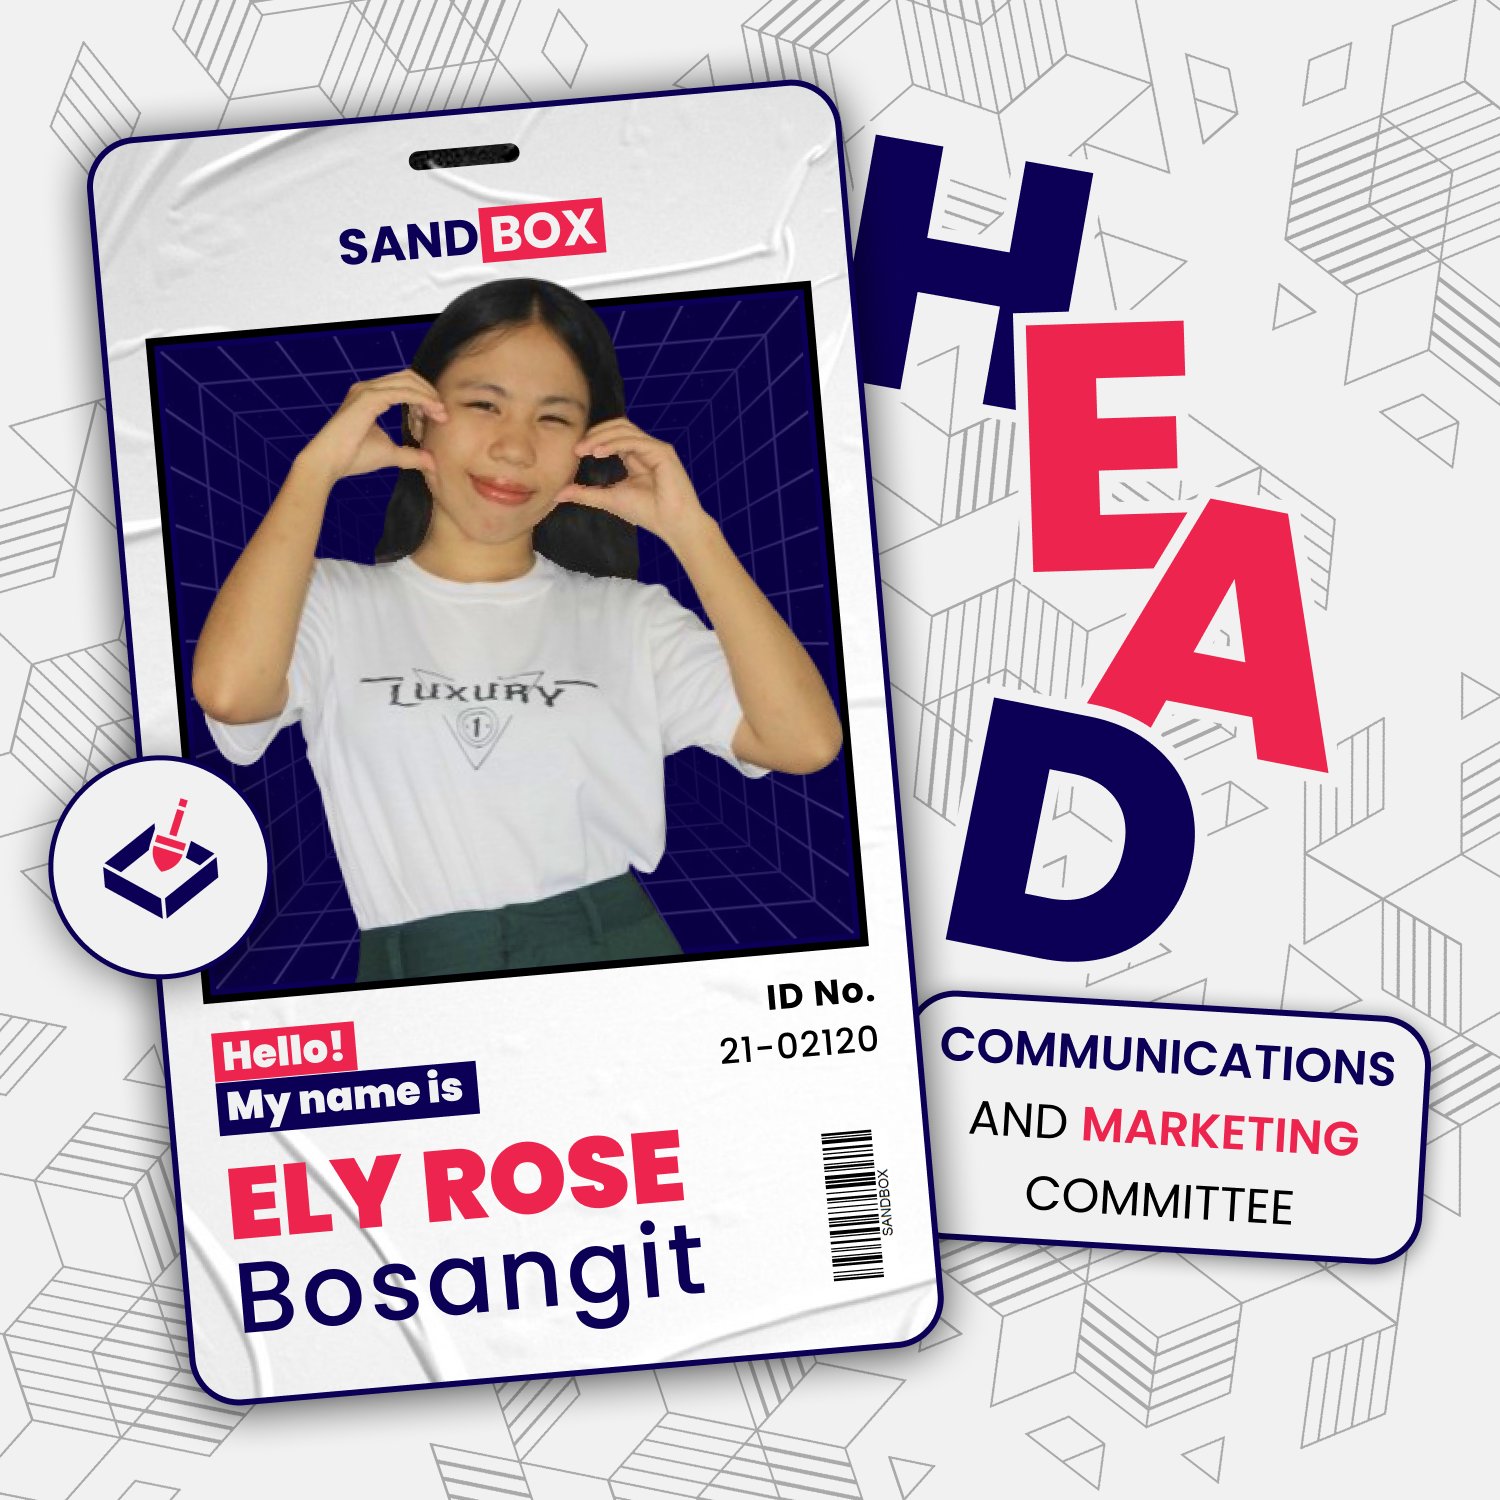 SANDBOX
LUXURY
1
ID No.
21-02120
Hello!
My name is
ELY ROSE
Bosangit
SANDBOX
HEAD
COMMUNICATIONS
AND MARKETING
COMMITTEE